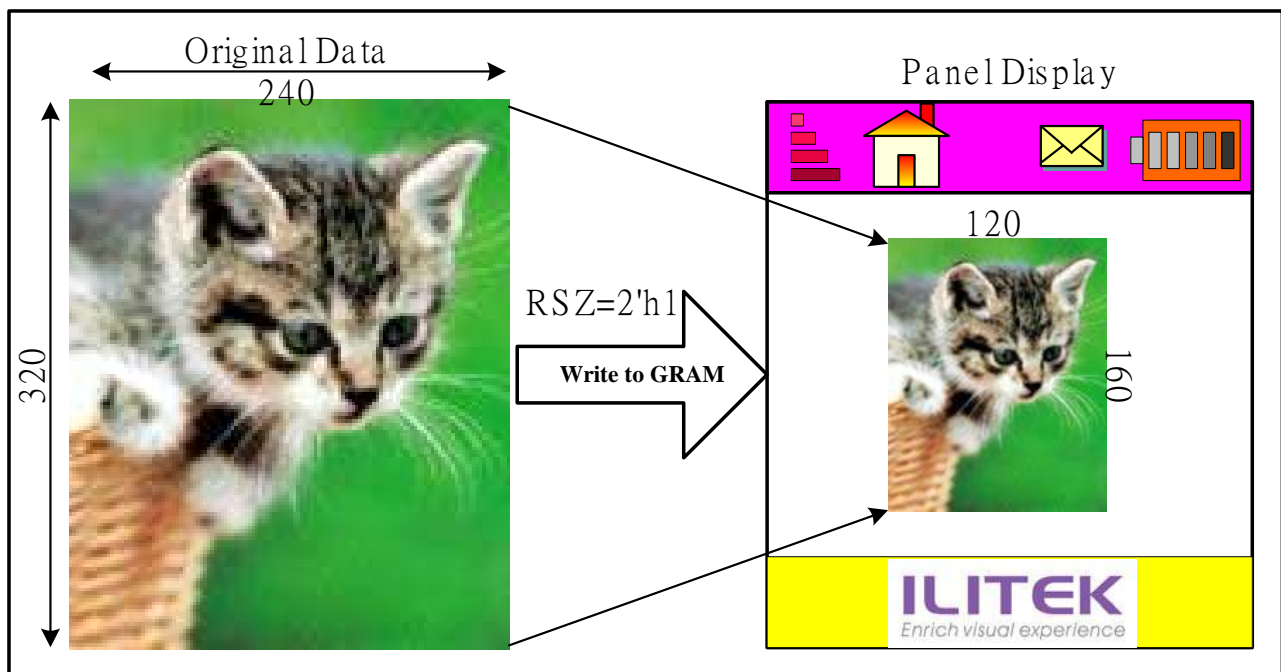 Original Data
240
320
RSZ=2'h1
Write to GRAM
Panel Display
120
160
ILITEK
Enrich visual experience